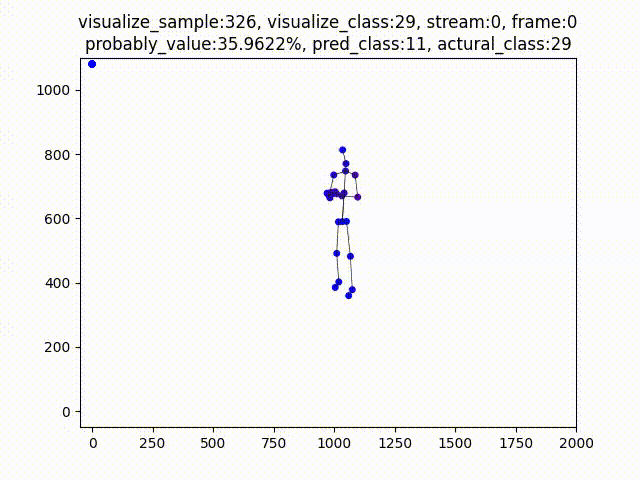 visualize_sample:326, visualize_class:29, stream:0, frame:0
probably_value:35.9622%, pred_class:11, actural_class:29
1000
800
600
400
200
0
0 250 500 750 1000 1250 1500 1750 2000